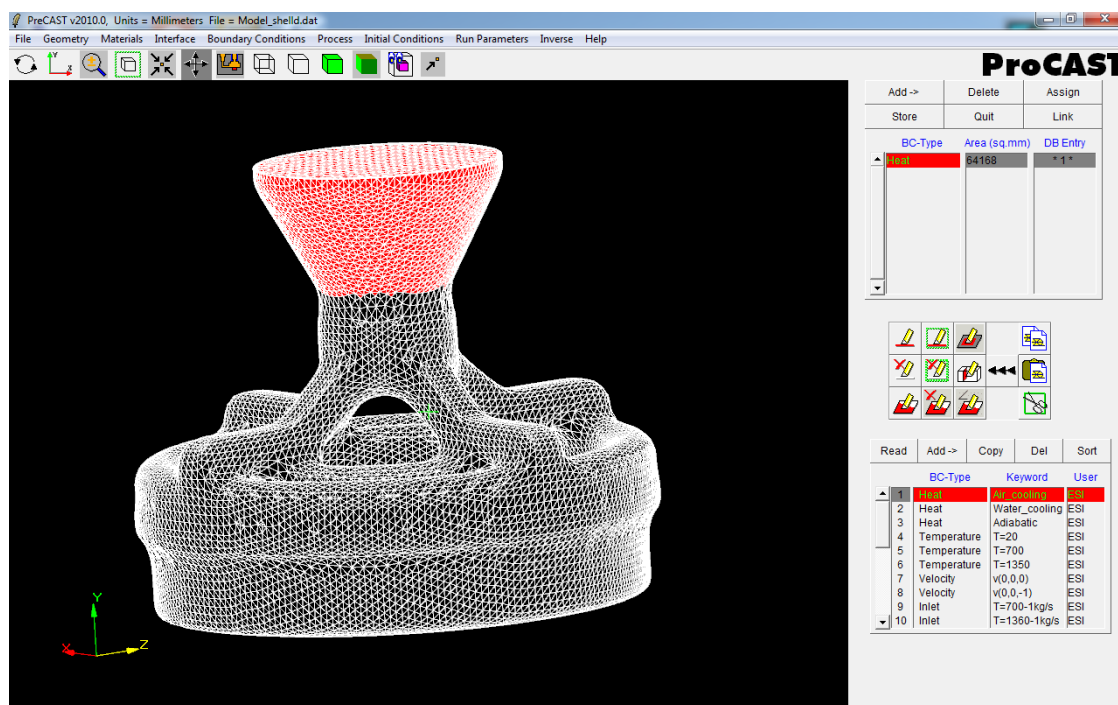 PreCAST v2010.0, Units = Millimeters File = Model_shelld.dat
File Geometry Materials Interface Boundary Conditions Process Initial Conditions Run Parameters Inverse Help
ProCAST
Add -> Delete Assign
Store Quit Link
BC-Type Area (sq.mm) DB Entry
Heat 64168 * 1 *
Read Add -> Copy Del Sort
BC-Type Keyword User
1 Heat Air_cooling ESI
2 Heat Water_cooling ESI
3 Heat Adiabatic ESI
4 Temperature T=20 ESI
5 Temperature T=700 ESI
6 Temperature T=1350 ESI
7 Velocity v(0,0,0) ESI
8 Velocity v(0,0,-1) ESI
9 Inlet T=700-1kg/s ESI
10 Inlet T=1360-1kg/s ESI
Y
X Z